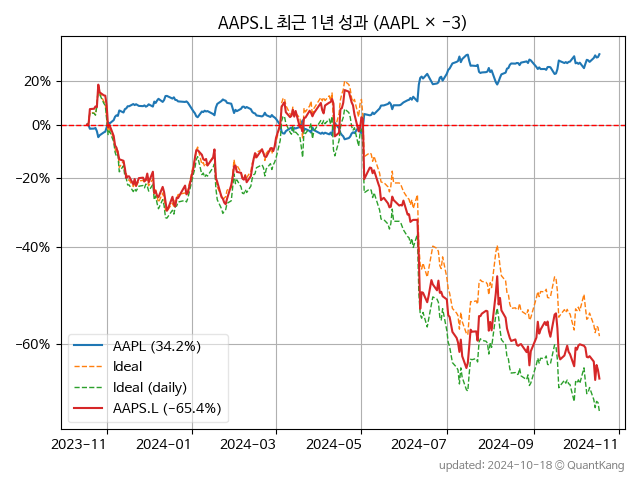 AAPS.L 최근 1년 성과 (AAPL × −3)
20%
0%
−20%
−40%
−60%
AAPL (34.2%)
Ideal
Ideal (daily)
AAPS.L (−65.4%)
2023-11
2024-01
2024-03
2024-05
2024-07
2024-09
2024-11
updated: 2024-10-18 © QuantKang